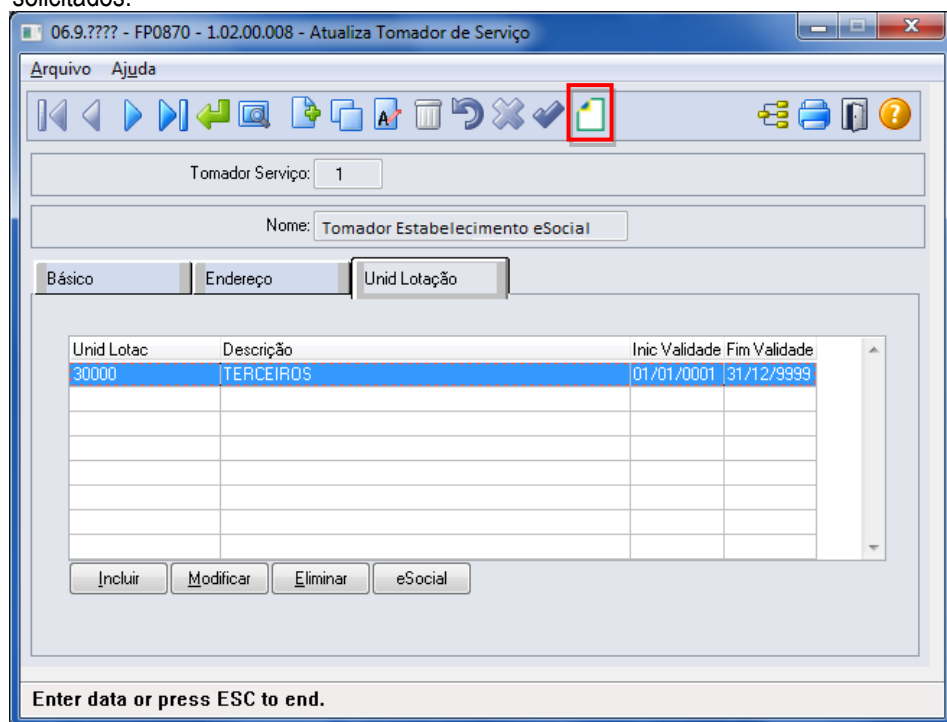 solicitados.
06.9.???? - FP0870 - 1.02.00.008 - Atualiza Tomador de Serviço
Arquivo Ajuda
Tomador Serviço: 1
Nome: Tomador Estabelecimento eSocial
Básico Endereço Unid Lotação
Unid Lotac Descrição Inic Validade Fim Validade
30000 TERCEIROS 01/01/0001 31/12/9999
Incluir Modificar Eliminar eSocial
Enter data or press ESC to end.